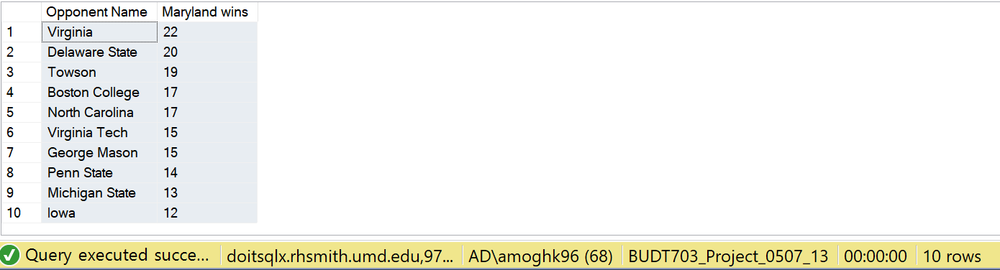 Opponent Name Maryland wins
1 Virginia 22
2 Delaware State 20
3 Towson 19
4 Boston College 17
5 North Carolina 17
6 Virginia Tech 15
7 George Mason 15
8 Penn State 14
9 Michigan State 13
10 Iowa 12
Query executed succe... doitsqlx.rhsmith.umd.edu,97... AD\amoghk96 (68) BUDT703_Project_0507_13 00:00:00 10 rows